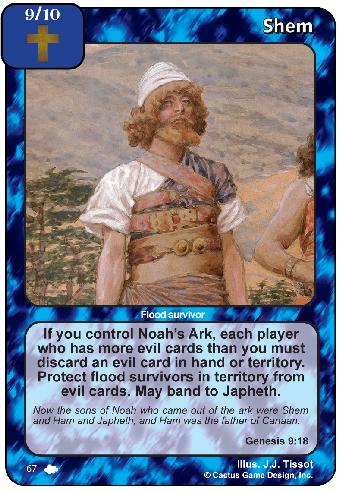 9/10
Shem
Flood survivor
If you control Noah's Ark, each player
who has more evil cards than you must
discard an evil card in hand or territory.
Protect flood survivors in territory from
evil cards. May band to Japheth.
Now the sons of Noah who came out of the ark were Shem
and Ham and Japheth; and Ham was the father of Canaan.
Genesis 9:18
67
Illus. J.J. Tissot
© Cactus Game Design, Inc.